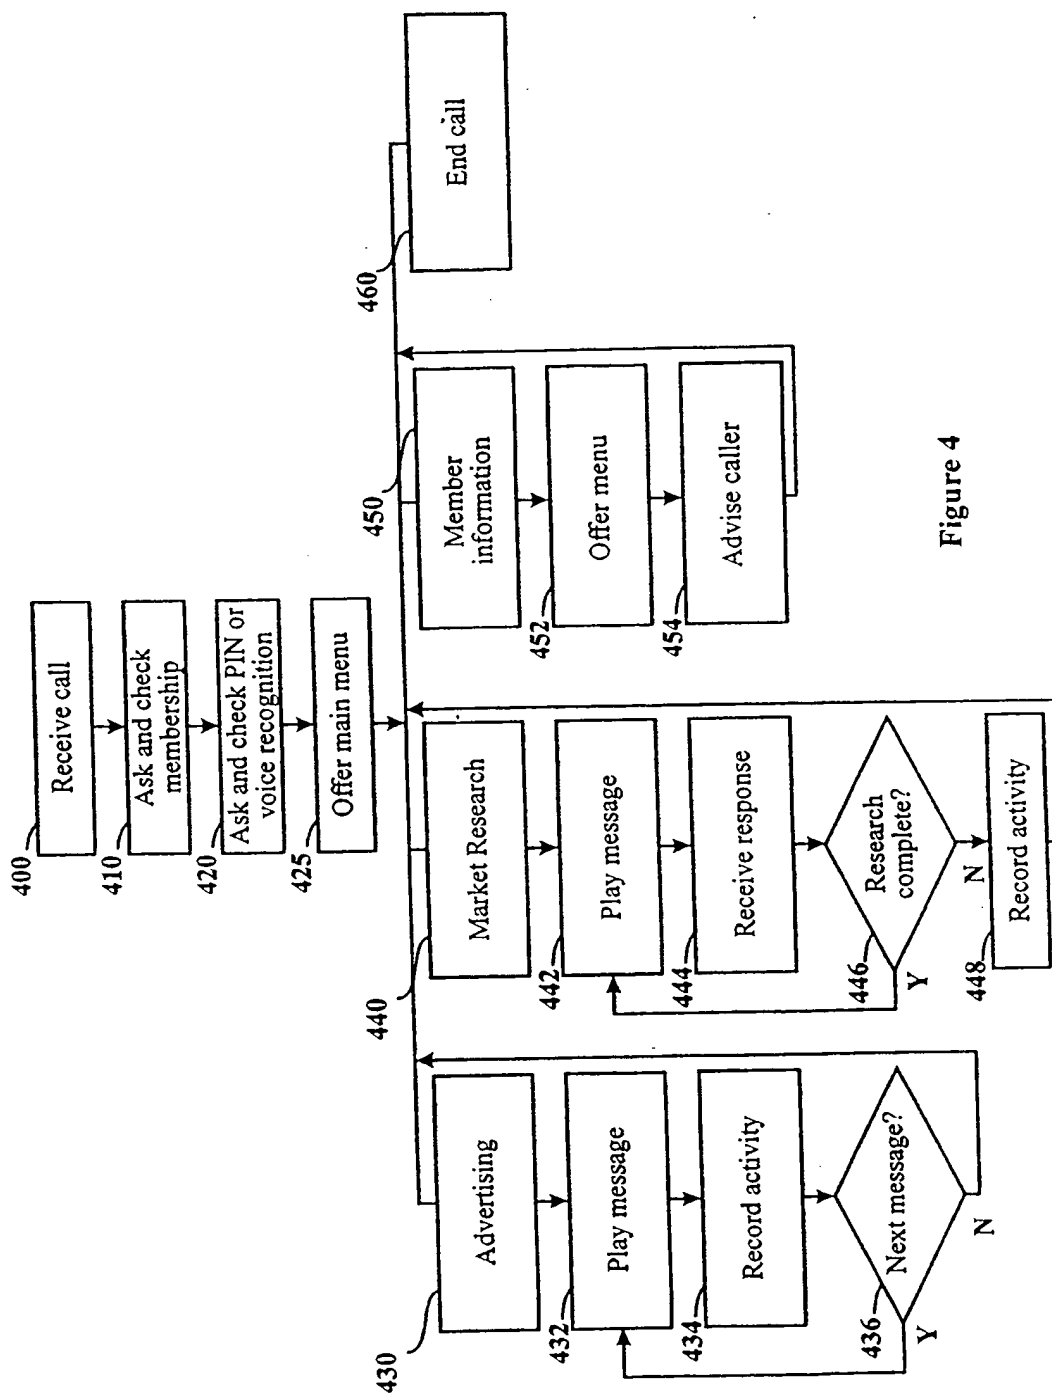 400
Receive call
410
Ask and check
membership
420
Ask and check PIN or
voice recognition
425
Offer main menu
430
Advertising
432
Play message
434
Record activity
436
Next message?
Y
N
440
Market Research
442
Play message
444
Receive response
446
Research
complete?
Y
N
448
Record activity
450
Member
information
452
Offer menu
454
Advise caller
460
End call
Figure 4